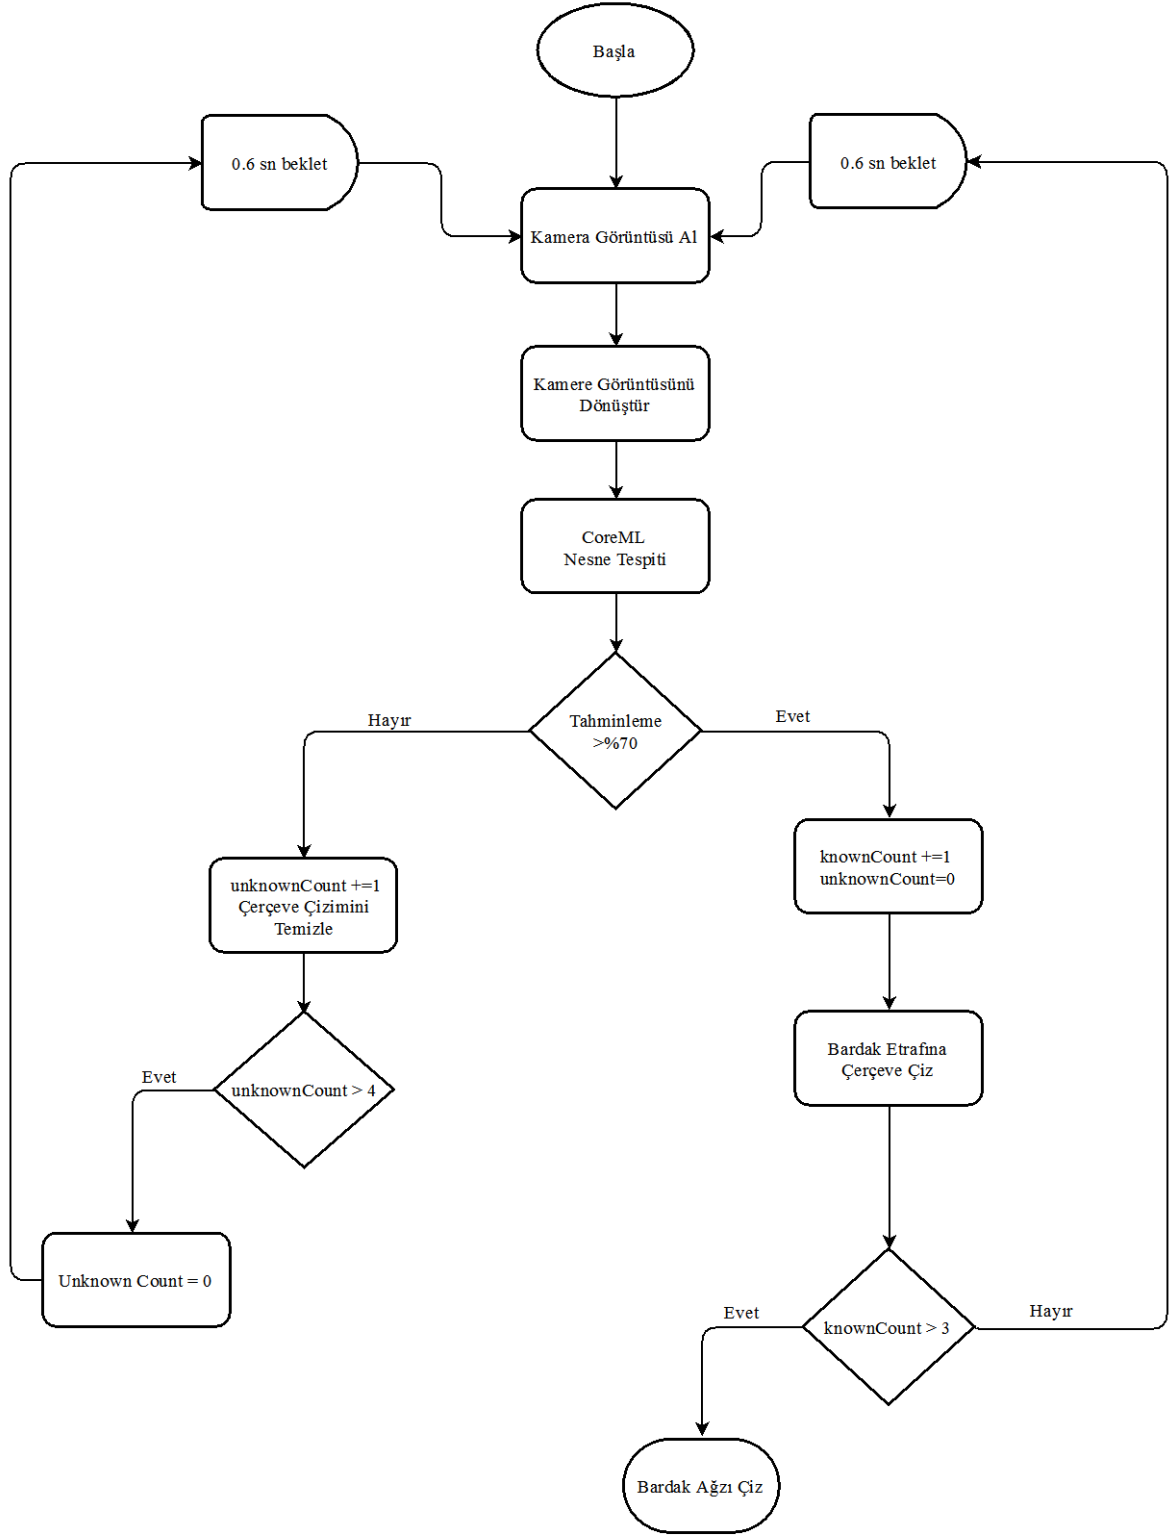 Başla
0.6 sn beklet
0.6 sn beklet
Kamera Görüntüsü Al
Kamere Görüntüsünü
Dönüştür
CoreML
Nesne Tespiti
Tahminleme
>%70
Hayır
Evet
unknownCount +=1
Çerçeve Çizimini
Temizle
knownCount +=1
unknownCount=0
unknownCount > 4
Evet
Bardak Etrafına
Çerçeve Çiz
Unknown Count = 0
knownCount > 3
Evet
Hayır
Bardak Ağzı Çiz